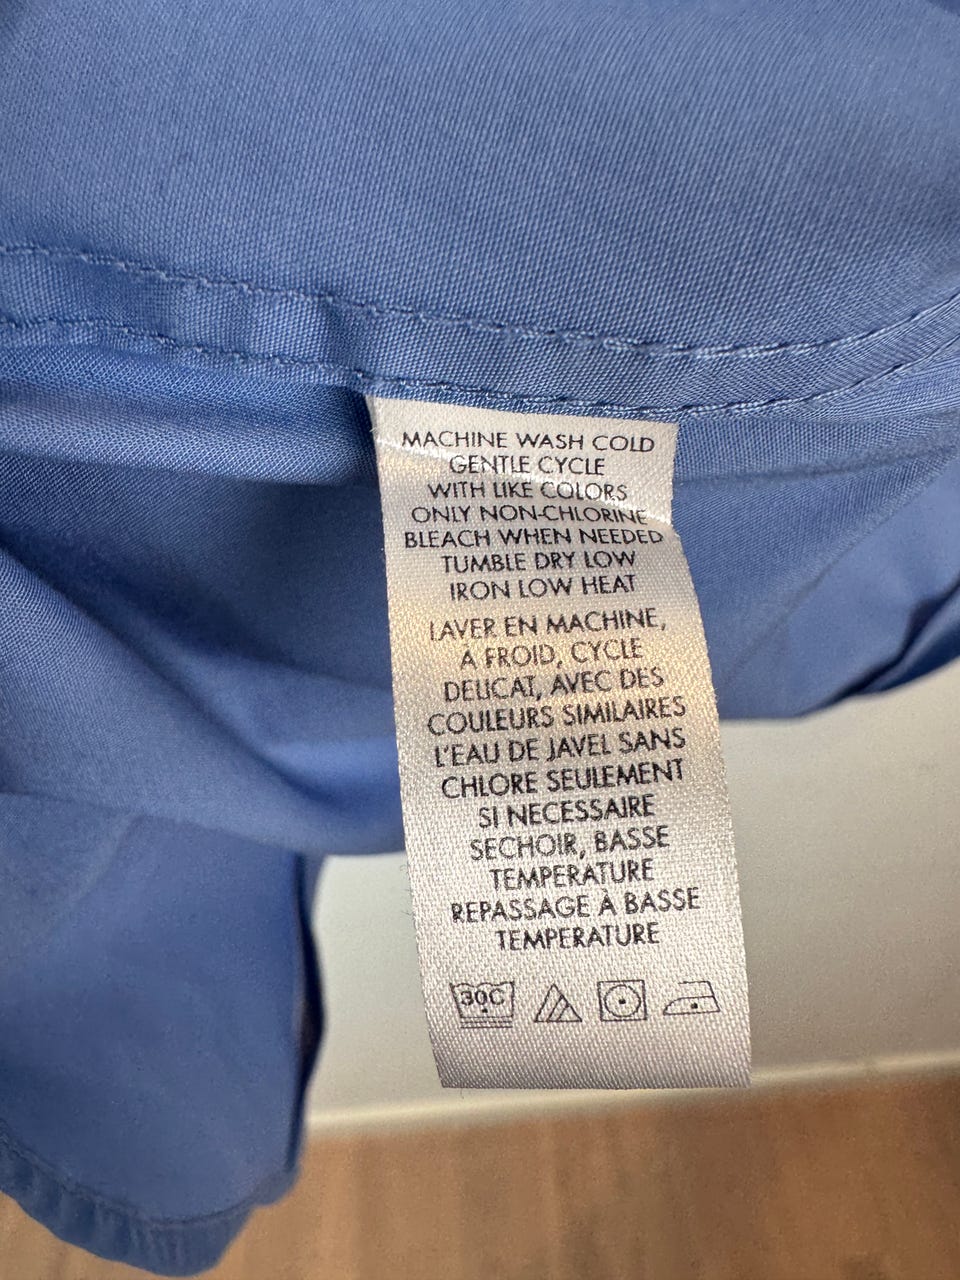 MACHINE WASH COLD
GENTLE CYCLE
WITH LIKE COLORS
ONLY NON-CHLORINE
BLEACH WHEN NEEDED
TUMBLE DRY LOW
IRON LOW HEAT
LAVER EN MACHINE,
A FROID, CYCLE
DELICAT, AVEC DES
COULEURS SIMILAIRES
L'EAU DE JAVEL SANS
CHLORE SEULEMENT
SI NECESSAIRE
SECHOIR, BASSE
TEMPERATURE
REPASSAGE À BASSE
TEMPERATURE
30C